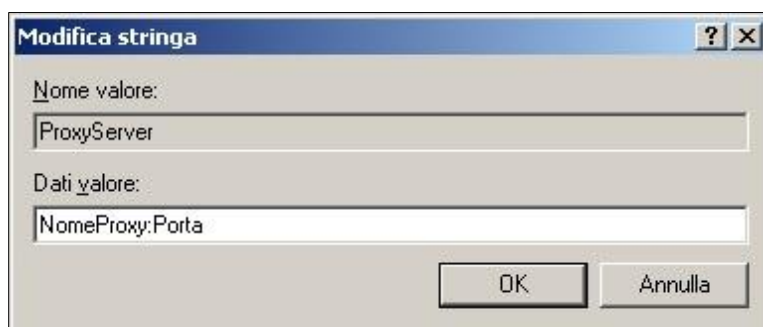 Modifica stringa
Nome valore:
ProxyServer
Dati valore:
NomeProxy:Porta
OK Annulla